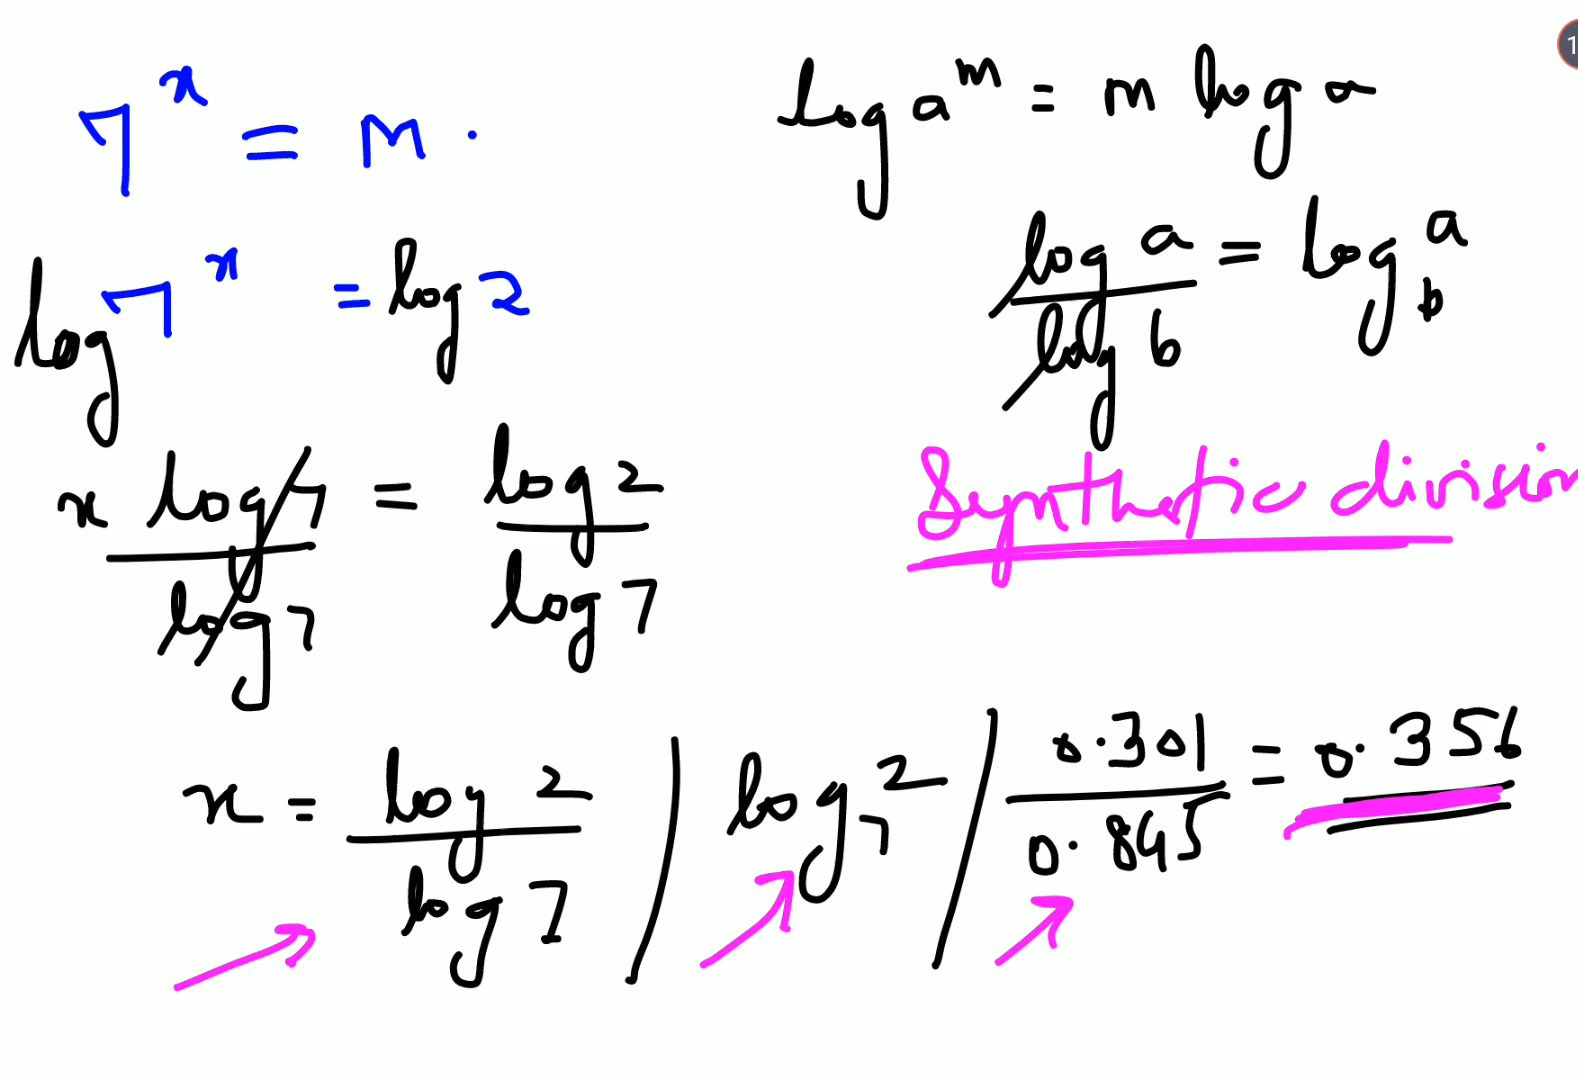 7^x = M.
log 7^x = log 2
x log 7 / log 7 = log 2 / log 7
x = log 2 / log 7 / log_7 2 / 0.301 / 0.845 = 0.356
log a^m = m log a
log a / log b = log_b a
Synthetic division
1